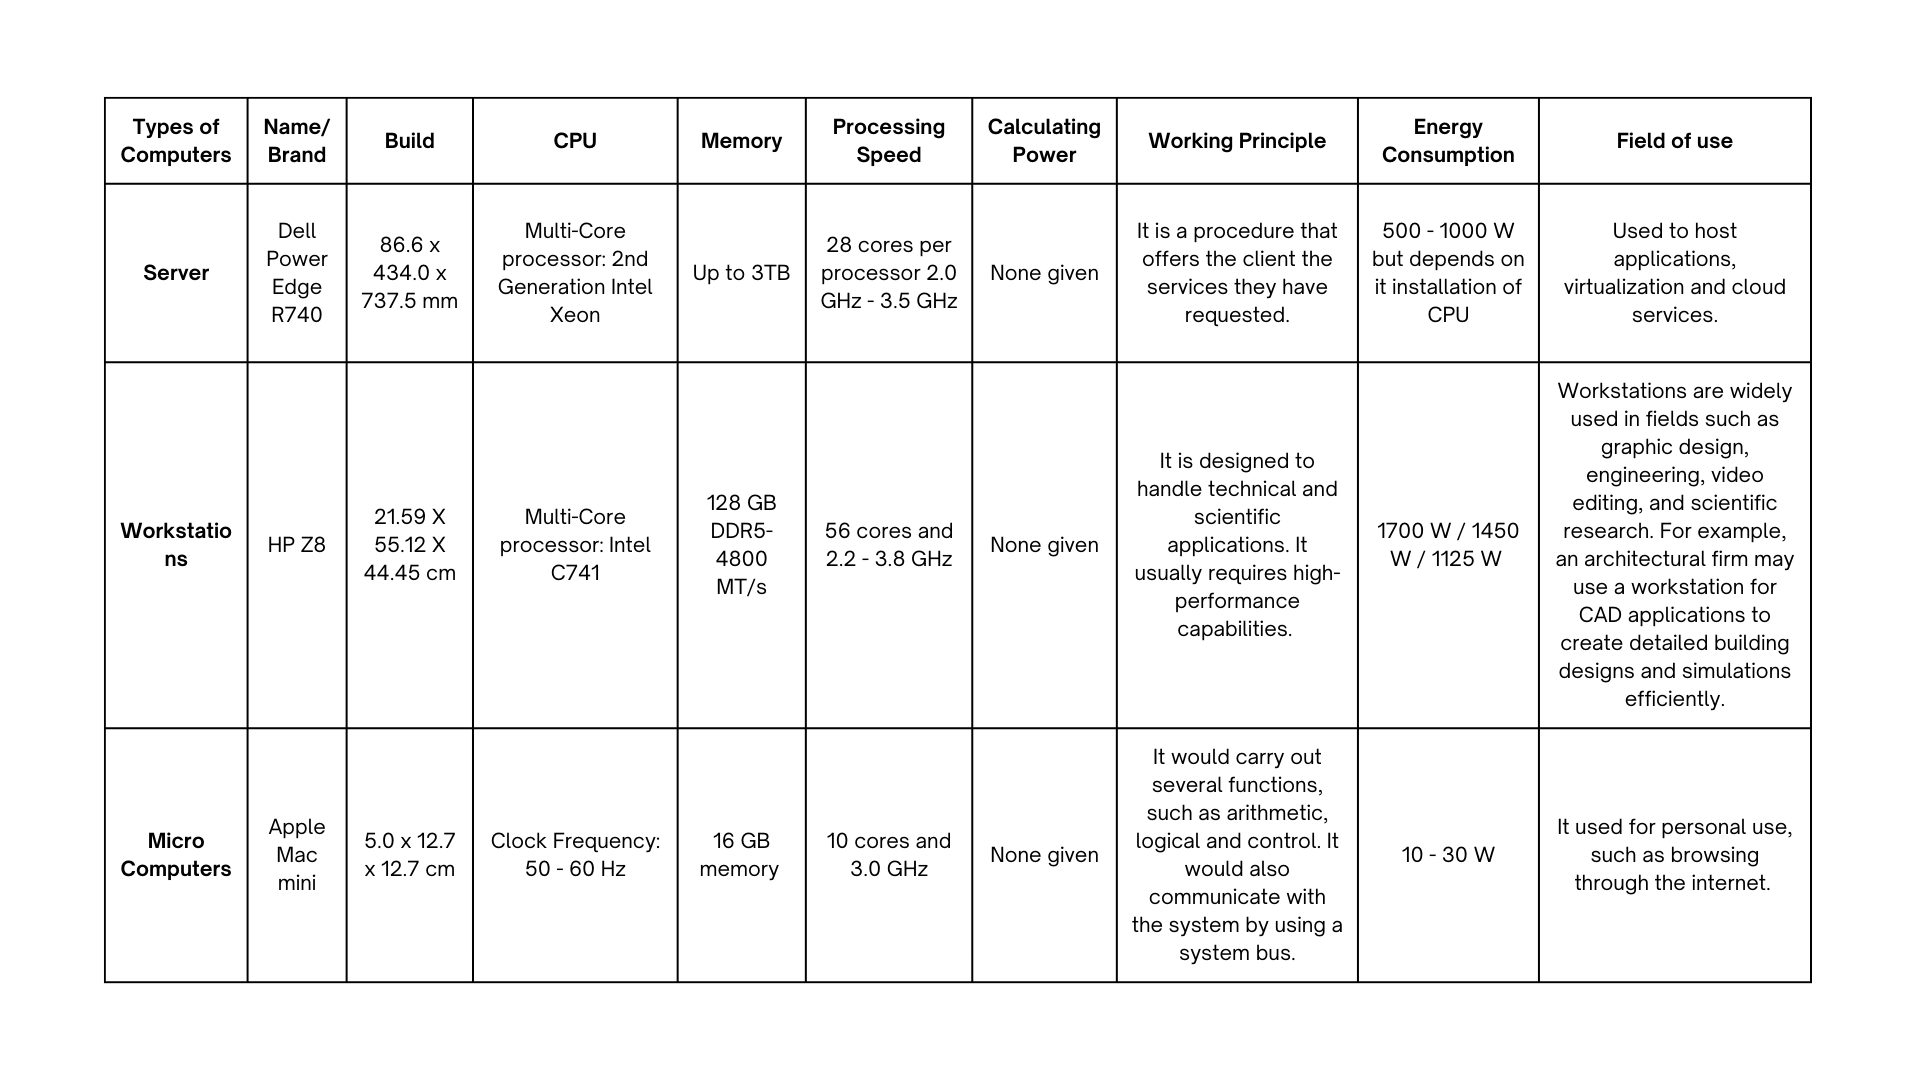 Types of
Computers
Name/
Brand
Build
CPU
Memory
Processing
Speed
Calculating
Power
Working Principle
Energy
Consumption
Field of use
Server
Dell
Power
Edge
R740
86.6 x
434.0 x
737.5 mm
Multi-Core
processor: 2nd
Generation Intel
Xeon
Up to 3TB
28 cores per
processor 2.0
GHz - 3.5 GHz
None given
It is a procedure that
offers the client the
services they have
requested.
500 - 1000 W
but depends on
it installation of
CPU
Used to host
applications,
virtualization and cloud
services.
Workstatio
ns
HP Z8
21.59 X
55.12 X
44.45 cm
Multi-Core
processor: Intel
C741
128 GB
DDR5-
4800
MT/s
56 cores and
2.2 - 3.8 GHz
None given
It is designed to
handle technical and
scientific
applications. It
usually requires high-
performance
capabilities.
1700 W / 1450
W / 1125 W
Workstations are widely
used in fields such as
graphic design,
engineering, video
editing, and scientific
research. For example,
an architectural firm may
use a workstation for
CAD applications to
create detailed building
designs and simulations
efficiently.
Micro
Computers
Apple
Mac
mini
5.0 x 12.7
x 12.7 cm
Clock Frequency:
50 - 60 Hz
16 GB
memory
10 cores and
3.0 GHz
None given
It would carry out
several functions,
such as arithmetic,
logical and control. It
would also
communicate with
the system by using a
system bus.
10 - 30 W
It used for personal use,
such as browsing
through the internet.